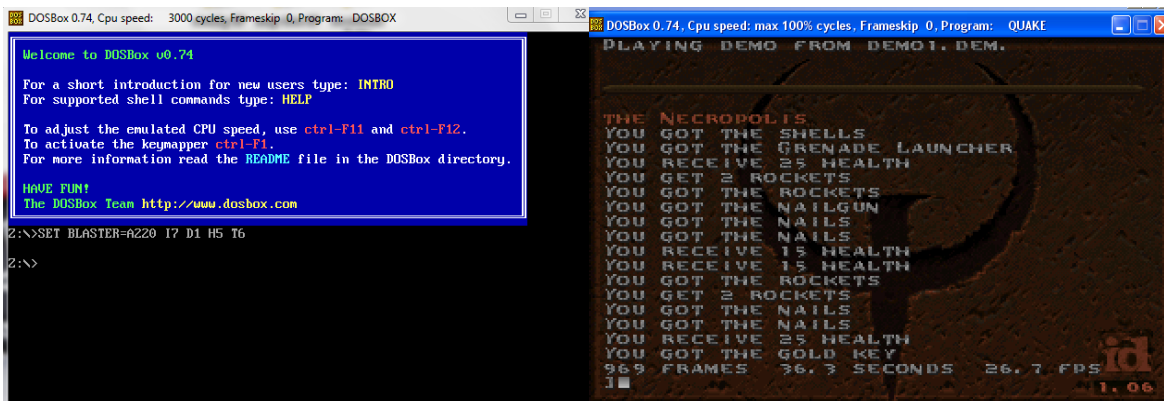 DOSBox 0.74, Cpu speed:    3000 cycles, Frameskip  0, Program:   DOSBOX
Welcome to DOSBox v0.74
For a short introduction for new users type: INTRO
For supported shell commands type: HELP
To adjust the emulated CPU speed, use ctrl-F11 and ctrl-F12.
To activate the keymapper ctrl-F1.
For more information read the README file in the DOSBox directory.
HAVE FUN!
The DOSBox Team http://www.dosbox.com
Z:\>SET BLASTER=A220 I7 D1 H5 T6
Z:\>
DOSBox 0.74, Cpu speed: max 100% cycles, Frameskip  0, Program:    QUAKE
PLAYING DEMO FROM DEMO1.DEM.
THE NECROPOLIS
YOU GOT THE SHELLS
YOU GOT THE GRENADE LAUNCHER
YOU RECEIVE 25 HEALTH
YOU GET 2 ROCKETS
YOU GOT THE ROCKETS
YOU GOT THE NAILGUN
YOU GOT THE NAILS
YOU GOT THE NAILS
YOU RECEIVE 15 HEALTH
YOU RECEIVE 15 HEALTH
YOU GOT THE ROCKETS
YOU GET 2 ROCKETS
YOU GOT THE NAILS
YOU GOT THE NAILS
YOU RECEIVE 25 HEALTH
YOU GOT THE GOLD KEY
969 FRAMES  36.3 SECONDS  26.7 FPS
]
id
1.06